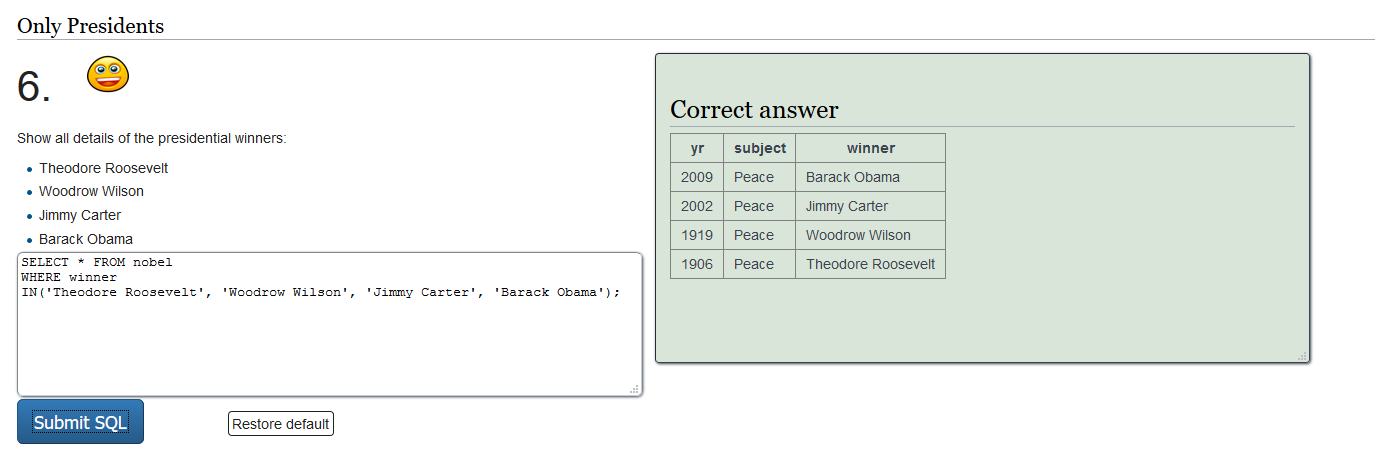 Only Presidents
6.
Show all details of the presidential winners:
Theodore Roosevelt
Woodrow Wilson
Jimmy Carter
Barack Obama
SELECT * FROM nobel
WHERE winner
IN('Theodore Roosevelt', 'Woodrow Wilson', 'Jimmy Carter', 'Barack Obama');
Submit SQL
Restore default
Correct answer
yr subject winner
2009 Peace Barack Obama
2002 Peace Jimmy Carter
1919 Peace Woodrow Wilson
1906 Peace Theodore Roosevelt